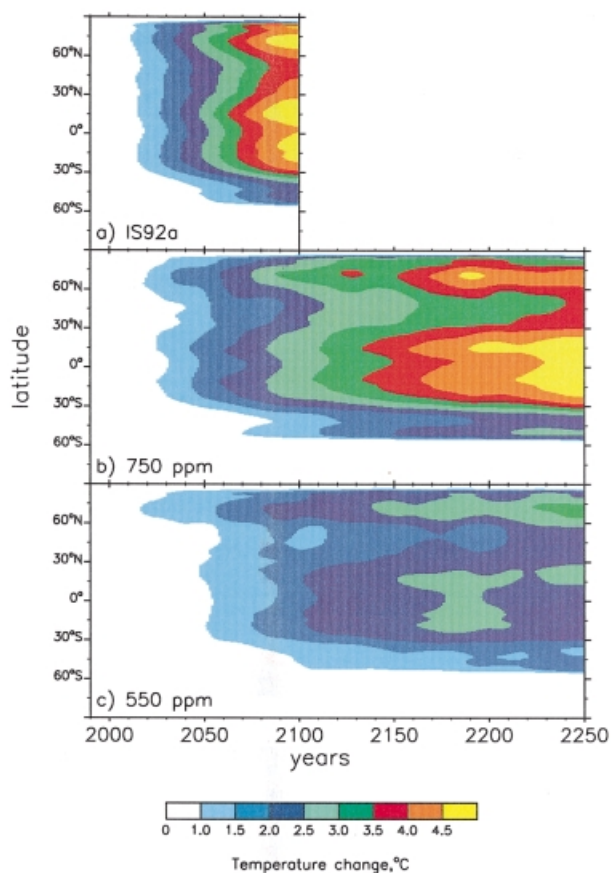 60°N
30°N
0°
30°S
60°S
a) IS92a
60°N
30°N
0°
30°S
60°S
b) 750 ppm
latitude
60°N
30°N
0°
30°S
60°S
c) 550 ppm
2000 2050 2100 2150 2200 2250
years
0 1.0 1.5 2.0 2.5 3.0 3.5 4.0 4.5
Temperature change,°C